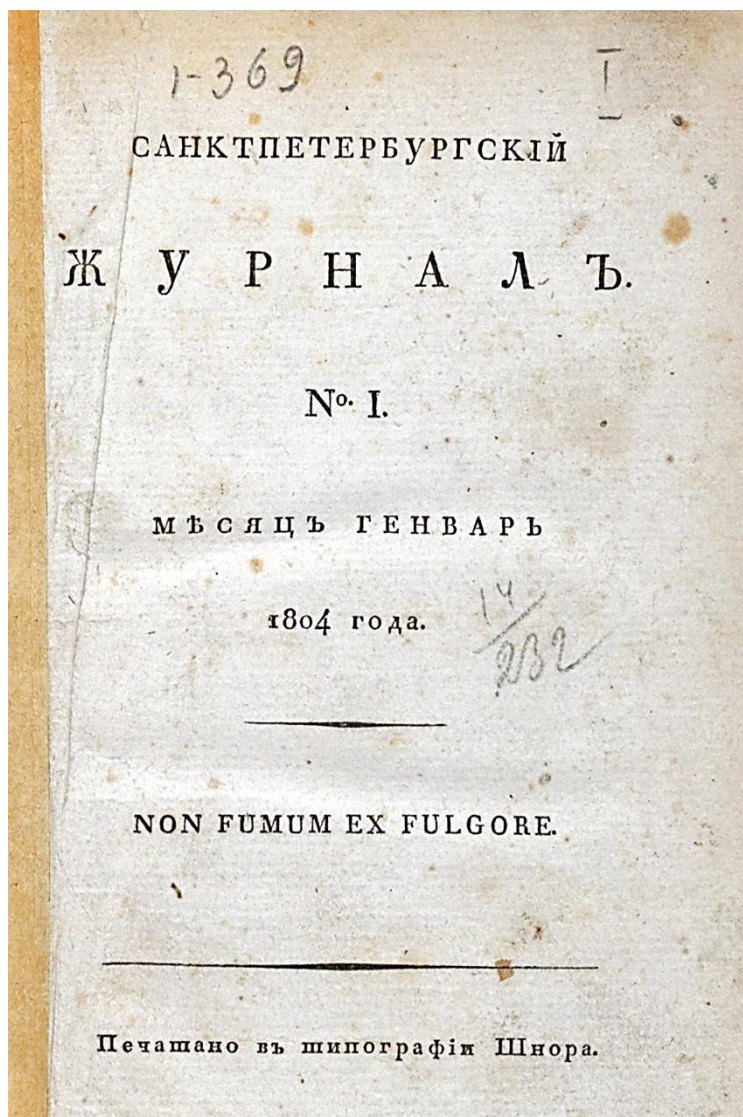 1-369
I
САНКТПЕТЕРБУРГСКІЙ
ЖУРНАЛЪ.
No. I.
МѢСЯЦЪ ГЕНВАРЬ
1804 года.
14/232
NON FUMUM EX FULGORE.
Печатано въ типографіи Шнора.